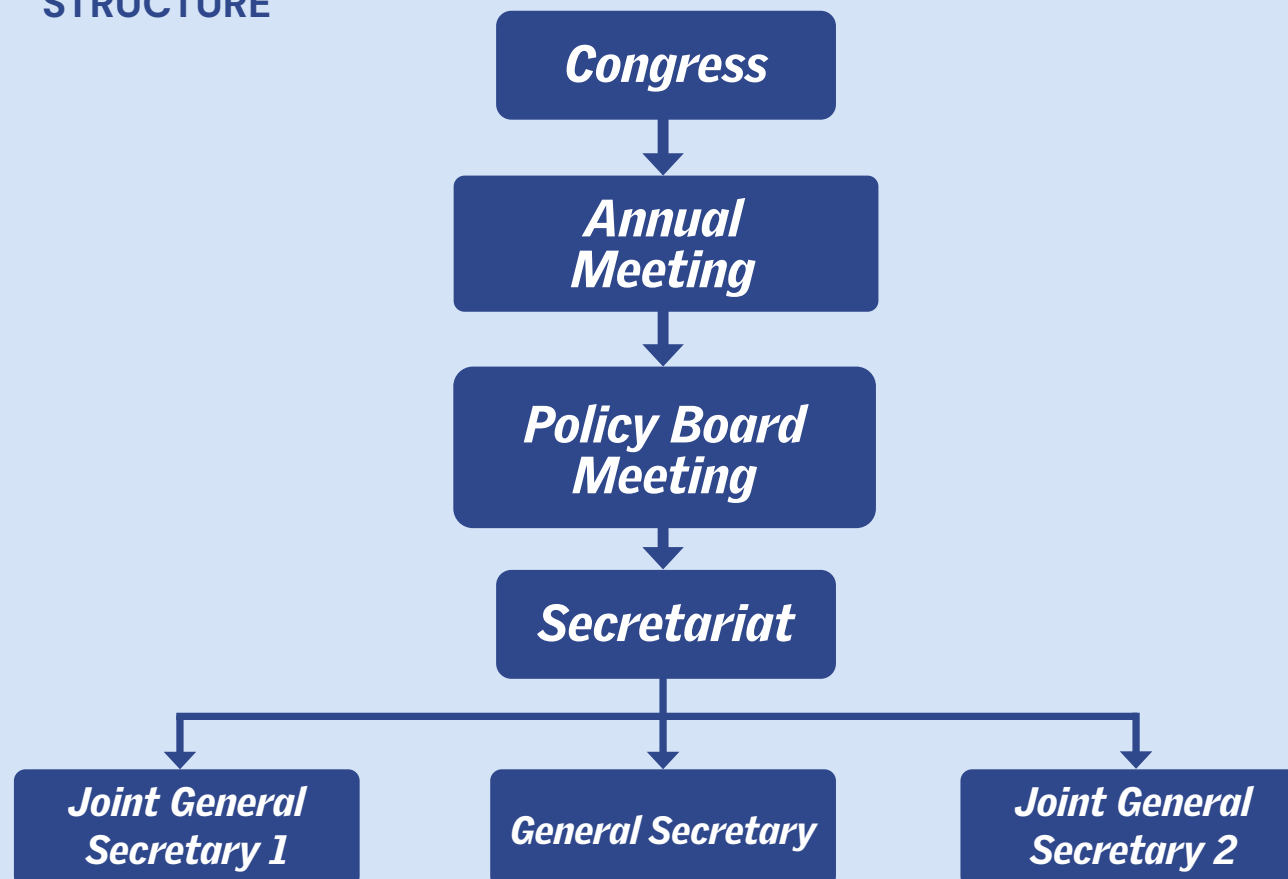 STRUCTURE
Congress
Annual
Meeting
Policy Board
Meeting
Secretariat
Joint General
Secretary 1
General Secretary
Joint General
Secretary 2